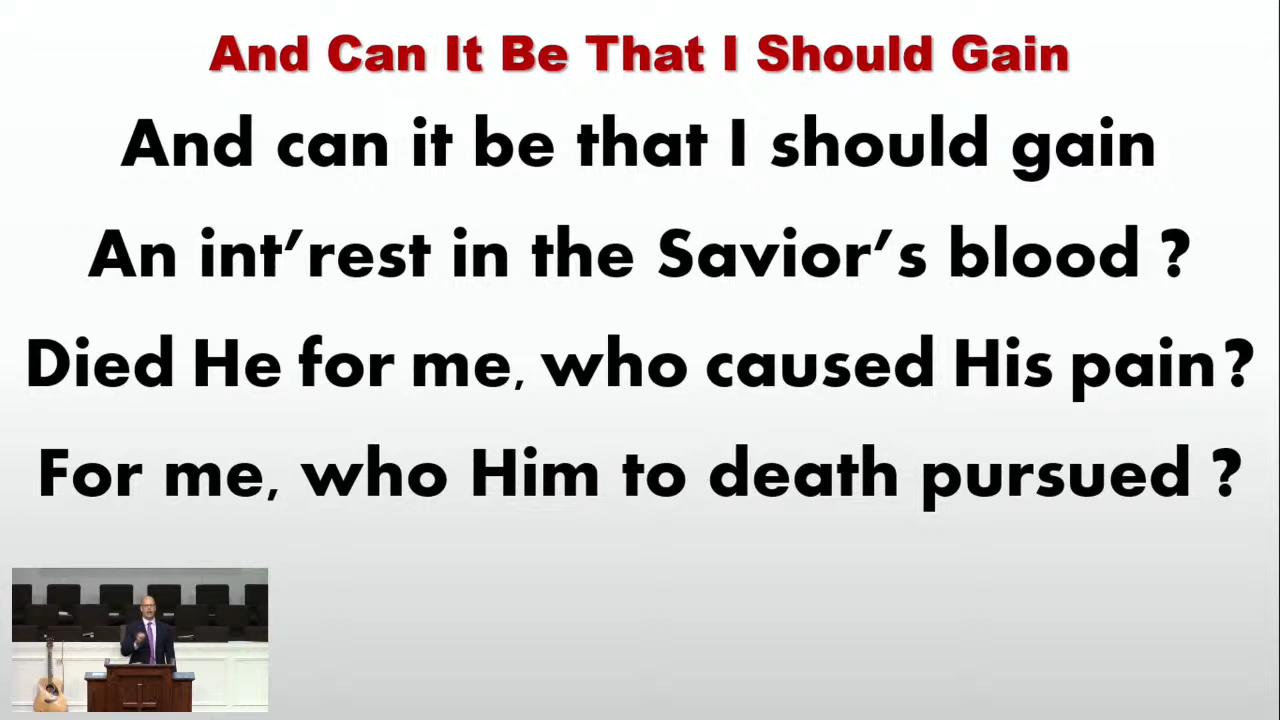 And Can It Be That I Should Gain
And can it be that I should gain
An int’rest in the Savior’s blood ?
Died He for me, who caused His pain?
For me, who Him to death pursued ?